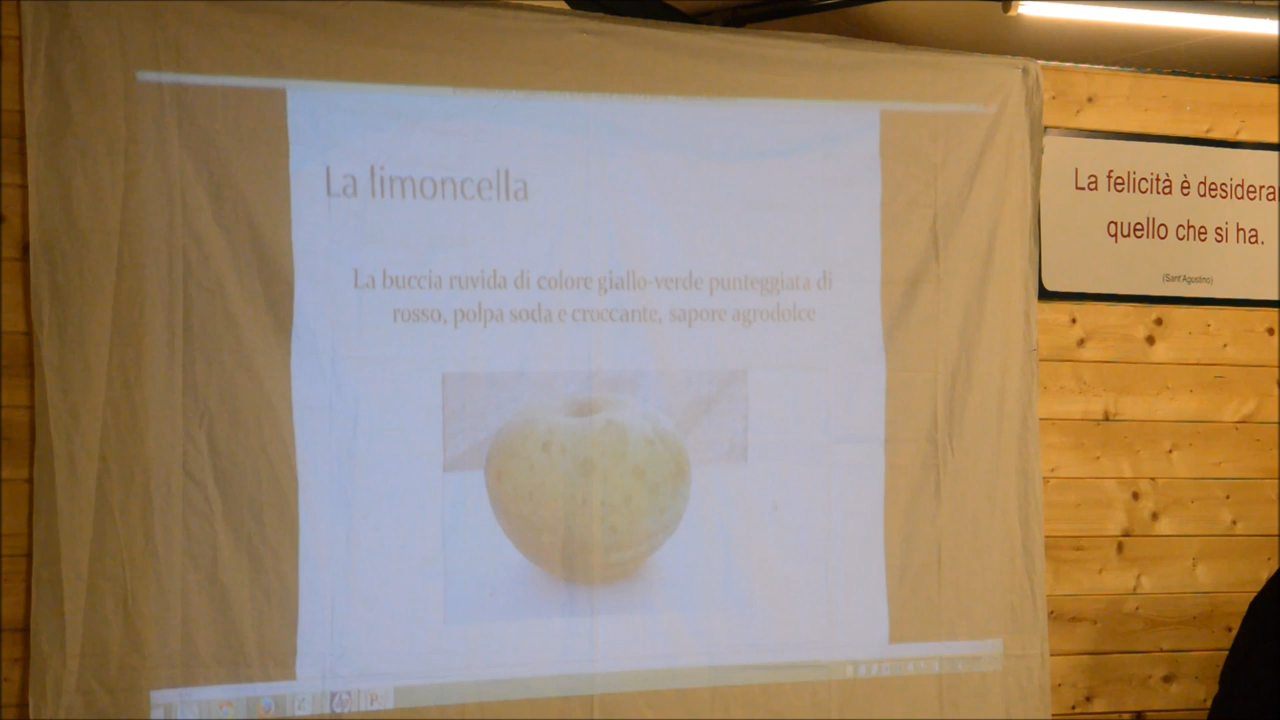 La limoncella
La buccia ruvida di colore giallo-verde punteggiata di
rosso, polpa soda e croccante, sapore agrodolce
La felicità è desidera
quello che si ha.
(Sant'Agostino)